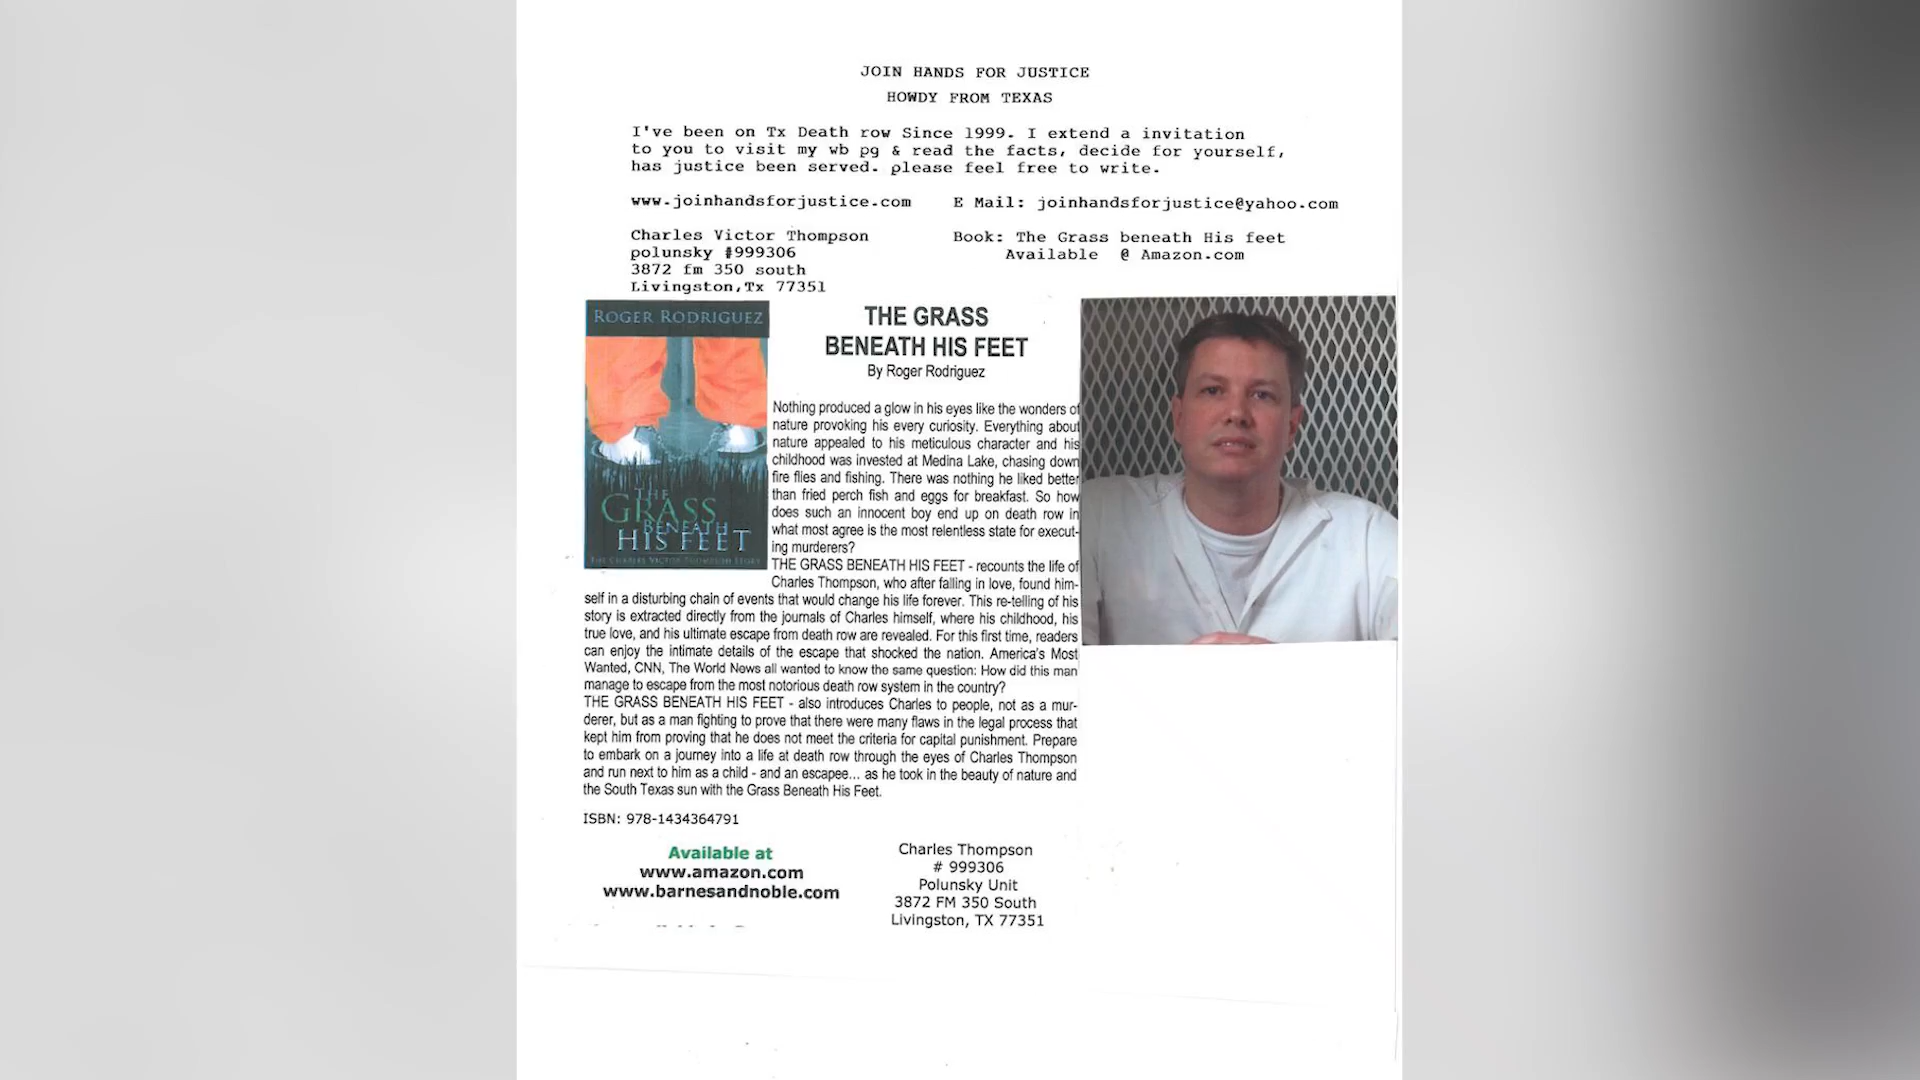 JOIN HANDS FOR JUSTICE
HOWDY FROM TEXAS
I've been on Tx Death row Since 1999. I extend a invitation
to you to visit my wb pg & read the facts, decide for yourself,
has justice been served. please feel free to write.
www.joinhandsforjustice.com E Mail: joinhandsforjustice@yahoo.com
Charles Victor Thompson
polunsky #999306
3872 fm 350 south
Livingston,Tx 77351
Book: The Grass beneath His feet
Available @ Amazon.com
ROGER RODRIGUEZ
THE
GRASS
BENEATH
HIS FEET
THE CHARLES VICTOR THOMPSON STORY
THE GRASS
BENEATH HIS FEET
By Roger Rodriguez
Nothing produced a glow in his eyes like the wonders of
nature provoking his every curiosity. Everything about
nature appealed to his meticulous character and his
childhood was invested at Medina Lake, chasing down
fire flies and fishing. There was nothing he liked better
than fried perch fish and eggs for breakfast. So how
does such an innocent boy end up on death row in
what most agree is the most relentless state for execut-
ing murderers?
THE GRASS BENEATH HIS FEET - recounts the life of
Charles Thompson, who after falling in love, found him-
self in a disturbing chain of events that would change his life forever. This re-telling of his
story is extracted directly from the journals of Charles himself, where his childhood, his
true love, and his ultimate escape from death row are revealed. For this first time, readers
can enjoy the intimate details of the escape that shocked the nation. America's Most
Wanted, CNN, The World News all wanted to know the same question: How did this man
manage to escape from the most notorious death row system in the country?
THE GRASS BENEATH HIS FEET - also introduces Charles to people, not as a mur-
derer, but as a man fighting to prove that there were many flaws in the legal process that
kept him from proving that he does not meet the criteria for capital punishment. Prepare
to embark on a journey into a life at death row through the eyes of Charles Thompson
and run next to him as a child - and an escapee... as he took in the beauty of nature and
the South Texas sun with the Grass Beneath His Feet.
ISBN: 978-1434364791
Available at
www.amazon.com
www.barnesandnoble.com
Charles Thompson
# 999306
Polunsky Unit
3872 FM 350 South
Livingston, TX 77351